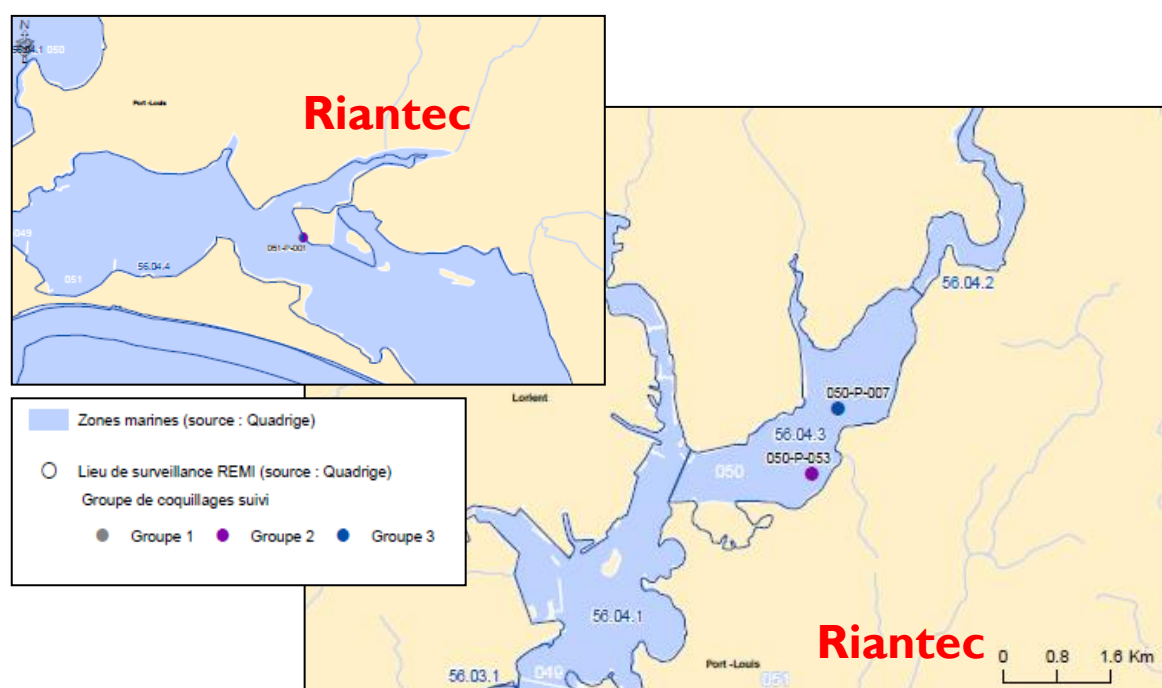 N
56.04.1
050
Port -Louis
Riantec
049
051-P-001
051
56.04.4
Zones marines (source : Quadrige)
Lieu de surveillance REMI (source : Quadrige)
Groupe de coquillages suivi
Groupe 1
Groupe 2
Groupe 3
56.04.2
Lorient
050-P-007
56.04.3
050-P-053
050
56.04.1
Riantec
0 0.8 1.6 Km
Port -Louis
56.03.1
049
051